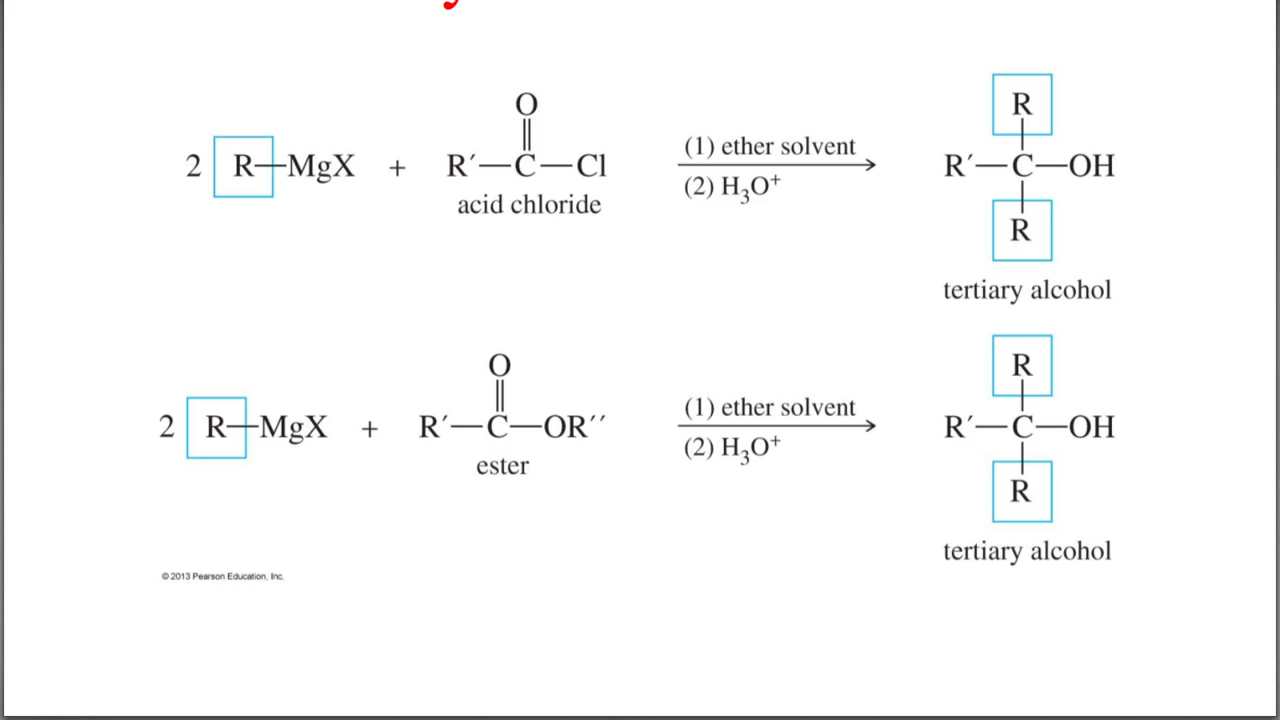 O
2 R—MgX + R′—C—Cl
acid chloride
(1) ether solvent
(2) H₃O⁺
R
R′—C—OH
R
tertiary alcohol
O
2 R—MgX + R′—C—OR′′
ester
(1) ether solvent
(2) H₃O⁺
R
R′—C—OH
R
tertiary alcohol
© 2013 Pearson Education, Inc.